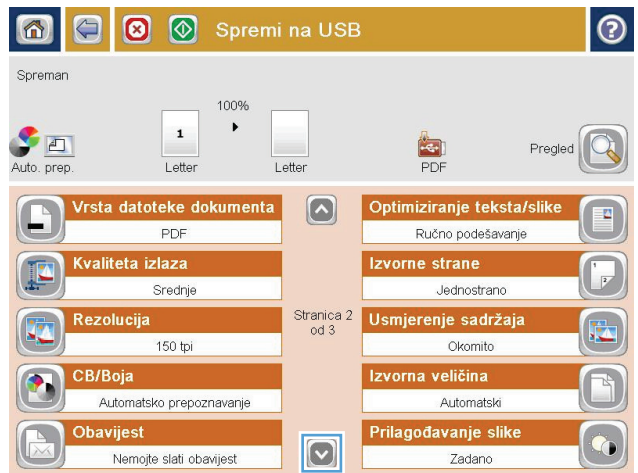 Spremi na USB
?
Spreman
100%
1
Auto. prep.
Letter
Letter
PDF
Pregled
Vrsta datoteke dokumenta
PDF
Optimiziranje teksta/slike
Ručno podešavanje
Kvaliteta izlaza
Srednje
Izvorne strane
Jednostrano
1
2
Rezolucija
150 tpi
Stranica 2
od 3
Usmjerenje sadržaja
Okomito
CB/Boja
Automatsko prepoznavanje
Izvorna veličina
Automatski
Obavijest
Nemojte slati obavijest
Prilagođavanje slike
Zadano